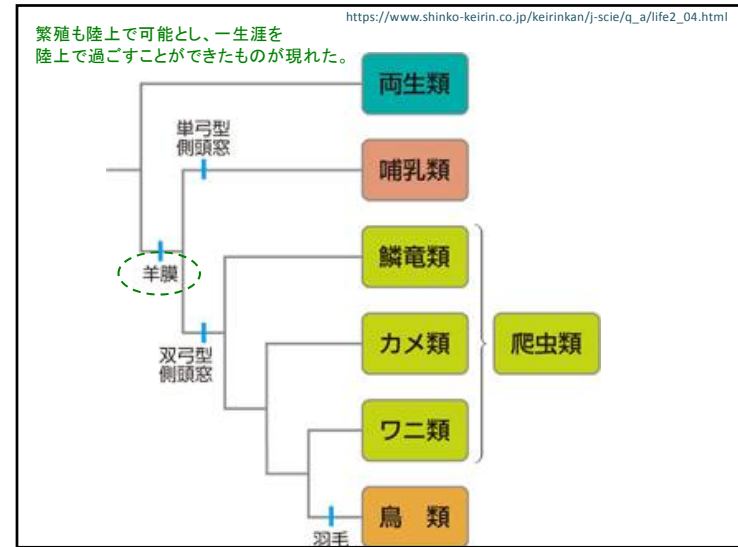 https://www.shinko-keirin.co.jp/keirinkan/j-scie/q_a/life2_04.html
繁殖も陸上で可能とし、一生涯を
陸上で過ごすことができたものが現れた。
両生類
単弓型
側頭窓
哺乳類
羊膜
鱗竜類
双弓型
側頭窓
カメ類
爬虫類
ワニ類
鳥 類
羽毛